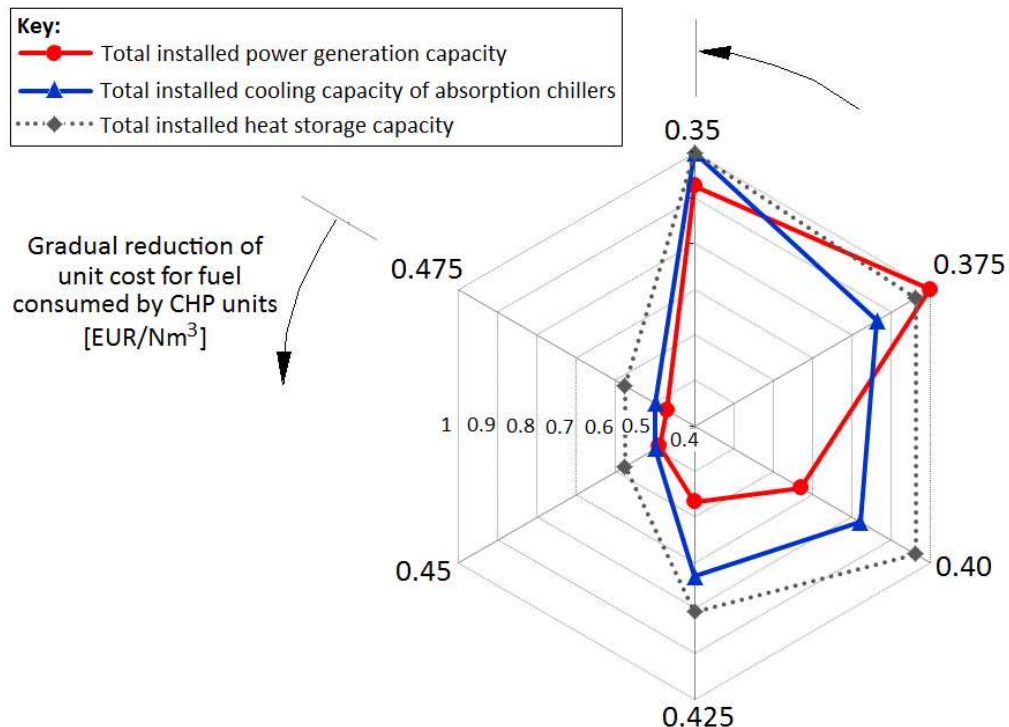 Key:
Total installed power generation capacity
Total installed cooling capacity of absorption chillers
Total installed heat storage capacity
0.35
Gradual reduction of
unit cost for fuel
consumed by CHP units
[EUR/Nm³]
0.475
0.375
1 0.9 0.8 0.7 0.6 0.5 0.4
0.45
0.40
0.425